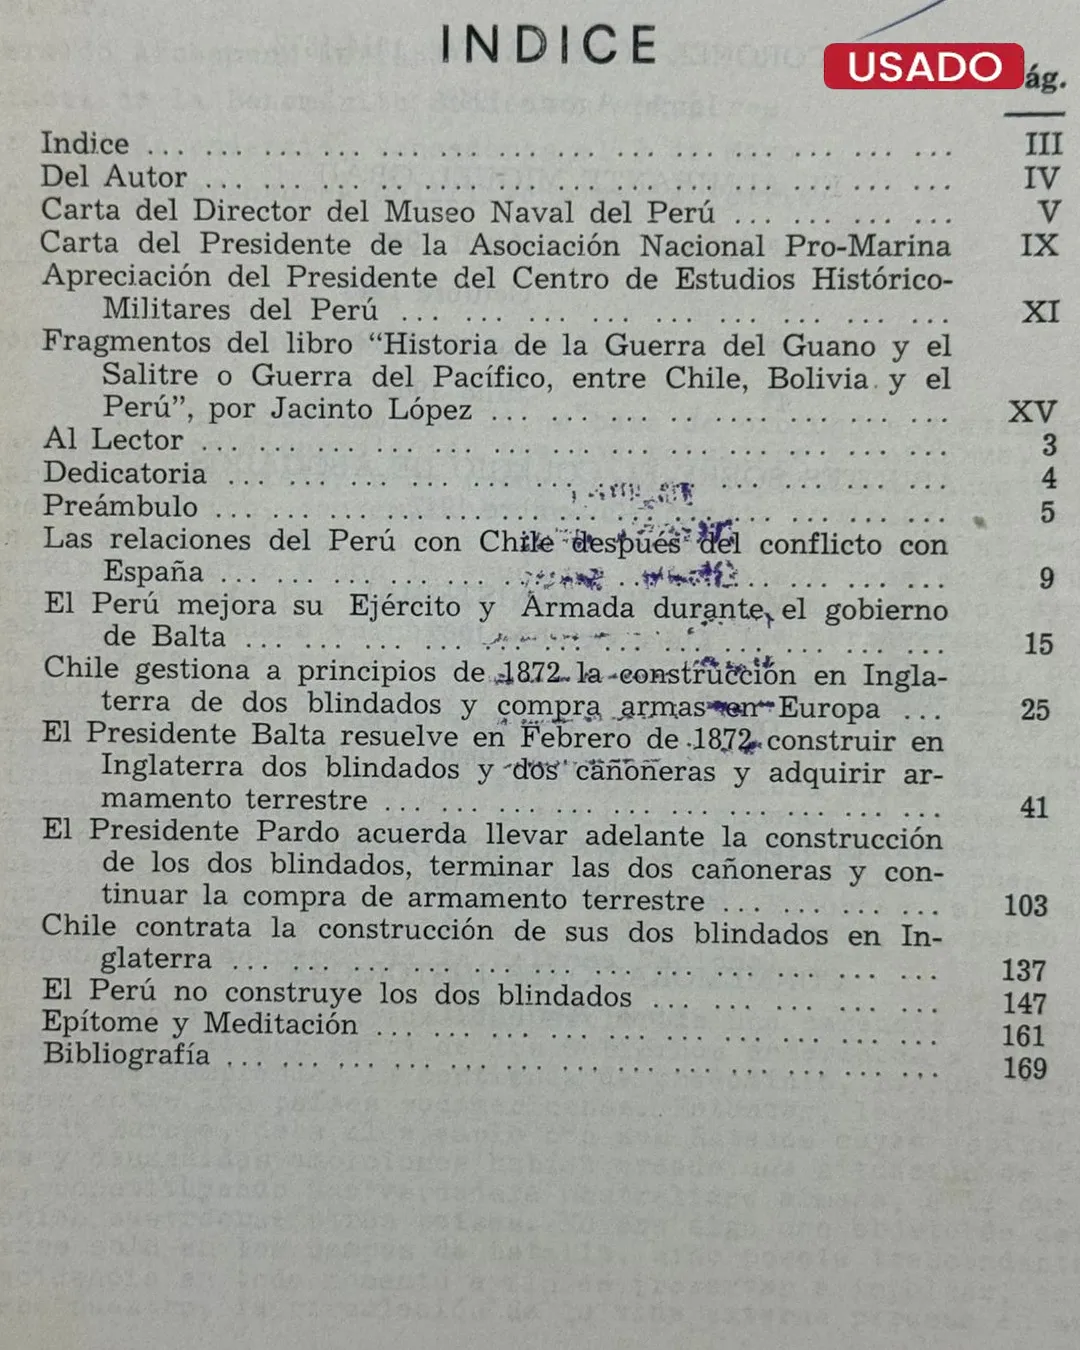 INDICE
USADO
ág.
Indice ... ... ... ... ... ... ... ... ... ... ... ... ... ... III
Del Autor ... ... ... .. ... ... ... ... ... ... ... ... ... IV
Carta del Director del Museo Naval del Perú ... ... ... ... V
Carta del Presidente de la Asociación Nacional Pro-Marina IX
Apreciación del Presidente del Centro de Estudios Histórico-
Militares del Perú ... ... ... ... ... ... ... ... ... ... XI
Fragmentos del libro “Historia de la Guerra del Guano y el
Salitre o Guerra del Pacífico, entre Chile, Bolivia y el
Perú”, por Jacinto López ... ... ... .. ... ... ... ... XV
Al Lector ... ... ... ... ... ... ... ... ... ... ... ... ... 3
Dedicatoria ... ... ... ... ... ... ... ... ... ... ... ... 4
Preámbulo ... ... ... ... ... ... ... ... ... ... ... ... ... 5
Las relaciones del Perú con Chile después del conflicto con
España ... ... ... ... ... ... ... ... ... ... ... ... ... 9
El Perú mejora su Ejército y Armada durante el gobierno
de Balta ... ... ... ... ... ... ... ... ... ... ... ... 15
Chile gestiona a principios de 1872 la construcción en Ingla-
terra de dos blindados y compra armas en Europa ... 25
El Presidente Balta resuelve en Febrero de 1872 construir en
Inglaterra dos blindados y dos cañoneras y adquirir ar-
mamento terrestre ... ... ... ... ... ... ... ... ... ... 41
El Presidente Pardo acuerda llevar adelante la construcción
de los dos blindados, terminar las dos cañoneras y con-
tinuar la compra de armamento terrestre ... ... ... ... 103
Chile contrata la construcción de sus dos blindados en In-
glaterra ... ... ... ... ... ... ... ... ... ... ... ... 137
El Perú no construye los dos blindados ... ... ... ... ... 147
Epítome y Meditación ... ... ... ... ... ... ... ... ... ... 161
Bibliografía ... ... ... ... ... ... ... ... ... ... ... ... ... 169